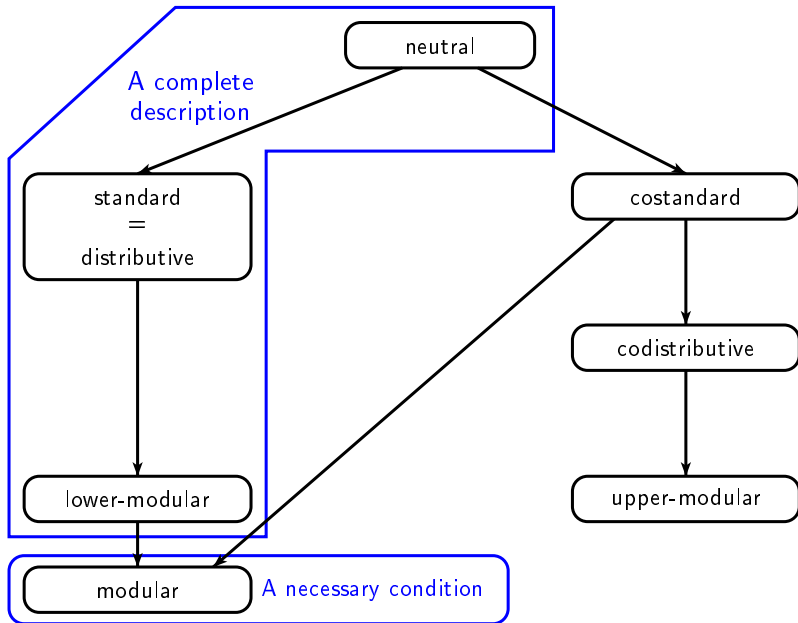 neutral
A complete
description
standard
=
distributive
costandard
codistributive
lower-modular
upper-modular
modular
A necessary condition